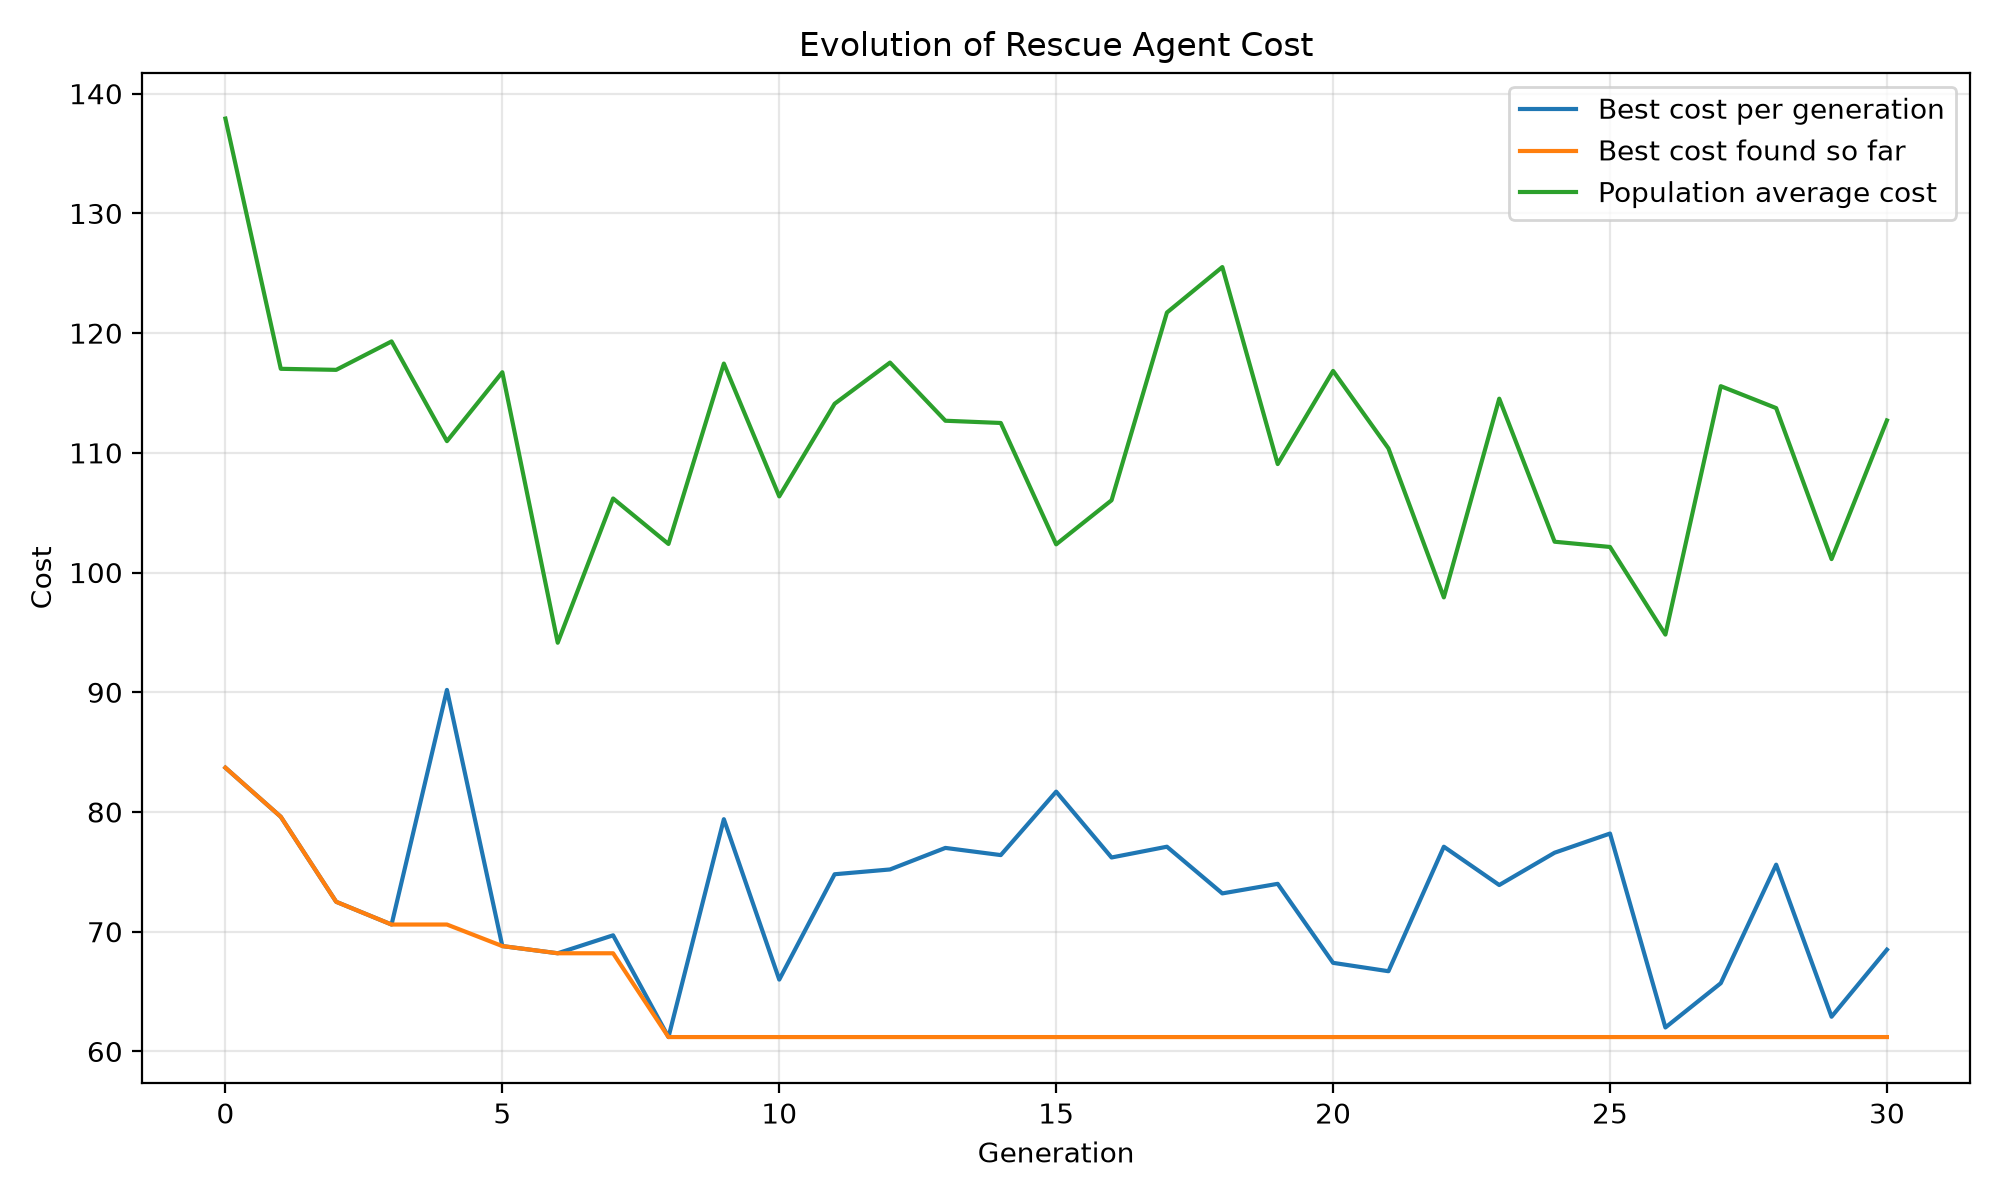 Evolution of Rescue Agent Cost
140
130
120
110
100
90
80
70
60
Cost
Best cost per generation
Best cost found so far
Population average cost
0 5 10 15 20 25 30
Generation